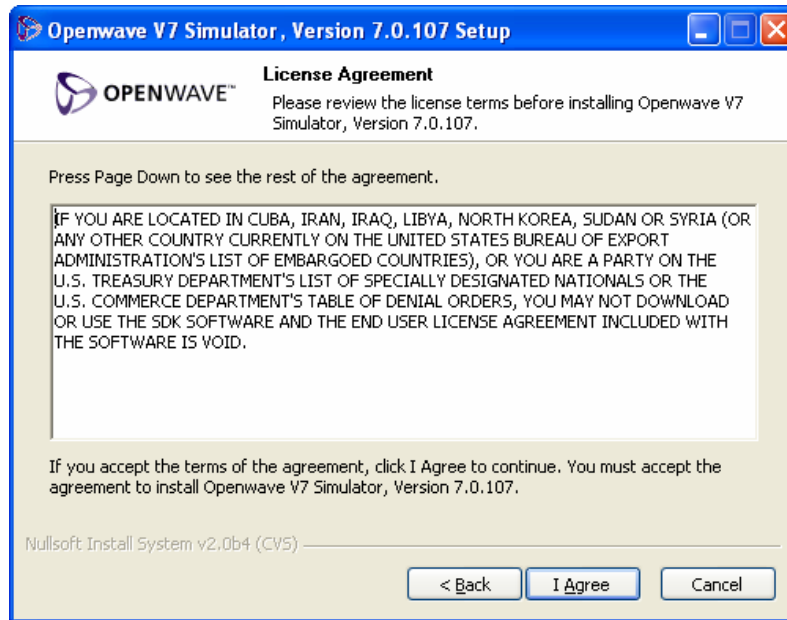 Openwave V7 Simulator, Version 7.0.107 Setup
OPENWAVE™
License Agreement
Please review the license terms before installing Openwave V7
Simulator, Version 7.0.107.
Press Page Down to see the rest of the agreement.
IF YOU ARE LOCATED IN CUBA, IRAN, IRAQ, LIBYA, NORTH KOREA, SUDAN OR SYRIA (OR
ANY OTHER COUNTRY CURRENTLY ON THE UNITED STATES BUREAU OF EXPORT
ADMINISTRATION'S LIST OF EMBARGOED COUNTRIES), OR YOU ARE A PARTY ON THE
U.S. TREASURY DEPARTMENT'S LIST OF SPECIALLY DESIGNATED NATIONALS OR THE
U.S. COMMERCE DEPARTMENT'S TABLE OF DENIAL ORDERS, YOU MAY NOT DOWNLOAD
OR USE THE SDK SOFTWARE AND THE END USER LICENSE AGREEMENT INCLUDED WITH
THE SOFTWARE IS VOID.
If you accept the terms of the agreement, click I Agree to continue. You must accept the
agreement to install Openwave V7 Simulator, Version 7.0.107.
Nullsoft Install System v2.0b4 (CVS)
< Back
I Agree
Cancel